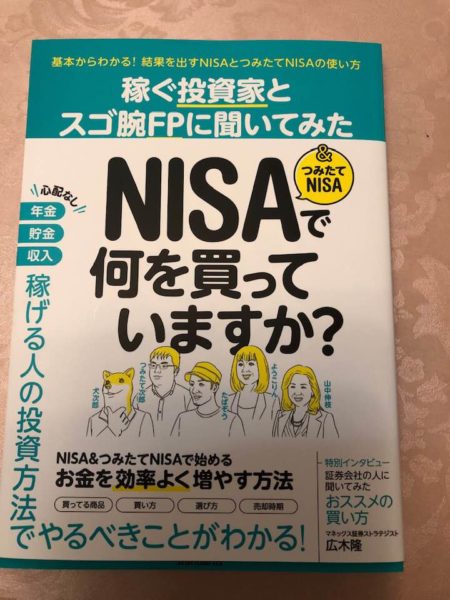 基本からわかる！ 結果を出すNISAとつみたてNISAの使い方
稼ぐ投資家と
スゴ腕FPに聞いてみた
&
つみたて
NISA
NISAで
何を買って
いますか？
心配なし
年金
貯金
収入
稼げる人の投資方法で
犬次郎
つみたて次郎
たぱぞう
ようこりん
山中伸枝
NISA&つみたてNISAで始める
お金を効率よく増やす方法
買ってる商品
買い方
選び方
売却時期
やるべきことがわかる！
特別インタビュー
証券会社の人に
聞いてみた
おススメの
買い方
マネックス証券ストラテジスト
広木隆